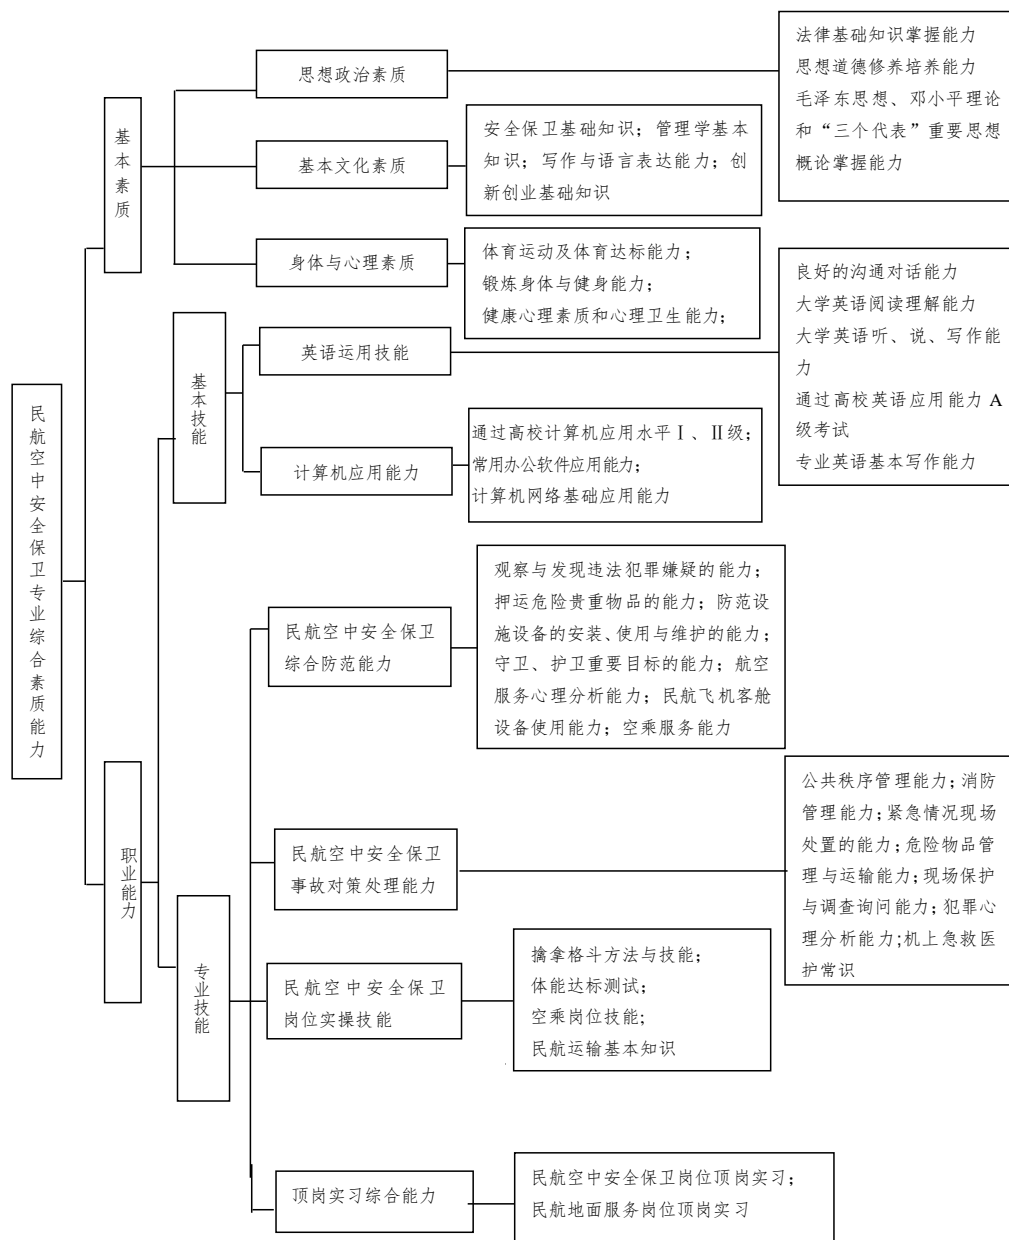 民航空中安全保卫专业综合素质能力
基本素质
思想政治素质
法律基础知识掌握能力
思想道德修养培养能力
毛泽东思想、邓小平理论
和“三个代表”重要思想
概论掌握能力
基本文化素质
安全保卫基础知识；管理学基本
知识；写作与语言表达能力；创
新创业基础知识
身体与心理素质
体育运动及体育达标能力；
锻炼身体与健身能力；
健康心理素质和心理卫生能力；
职业能力
基本技能
英语运用技能
良好的沟通对话能力
大学英语阅读理解能力
大学英语听、说、写作能
力
通过高校英语应用能力 A
级考试
专业英语基本写作能力
计算机应用能力
通过高校计算机应用水平Ⅰ、Ⅱ级；
常用办公软件应用能力；
计算机网络基础应用能力
专业技能
民航空中安全保卫
综合防范能力
观察与发现违法犯罪嫌疑的能力；
押运危险贵重物品的能力；防范设
施设备的安装、使用与维护的能力；
守卫、护卫重要目标的能力；航空
服务心理分析能力；民航飞机客舱
设备使用能力；空乘服务能力
民航空中安全保卫
事故对策处理能力
公共秩序管理能力；消防
管理能力；紧急情况现场
处置的能力；危险物品管
理与运输能力；现场保护
与调查询问能力；犯罪心
理分析能力;机上急救医
护常识
民航空中安全保卫
岗位实操技能
擒拿格斗方法与技能；
体能达标测试；
空乘岗位技能；
民航运输基本知识
顶岗实习综合能力
民航空中安全保卫岗位顶岗实习；
民航地面服务岗位顶岗实习